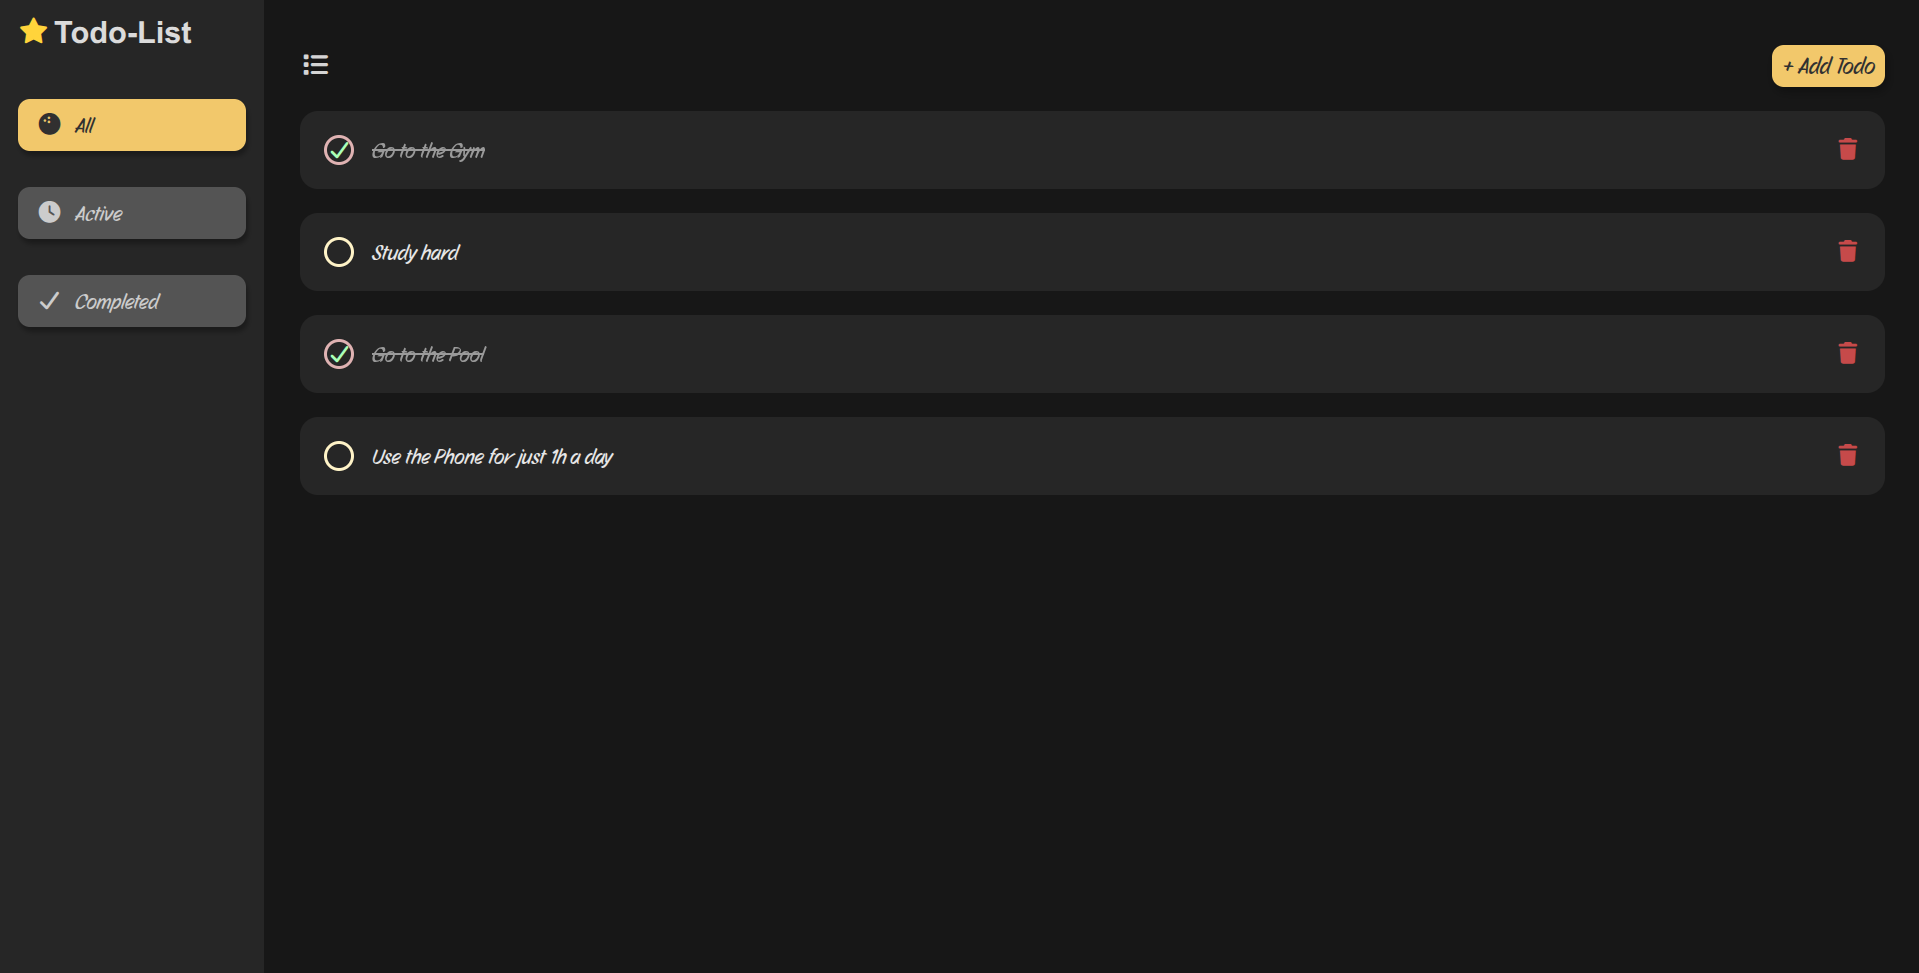 Todo-List
All
Active
Completed
+ Add Todo
Go to the Gym
Study hard
Go to the Pool
Use the Phone for just 1h a day